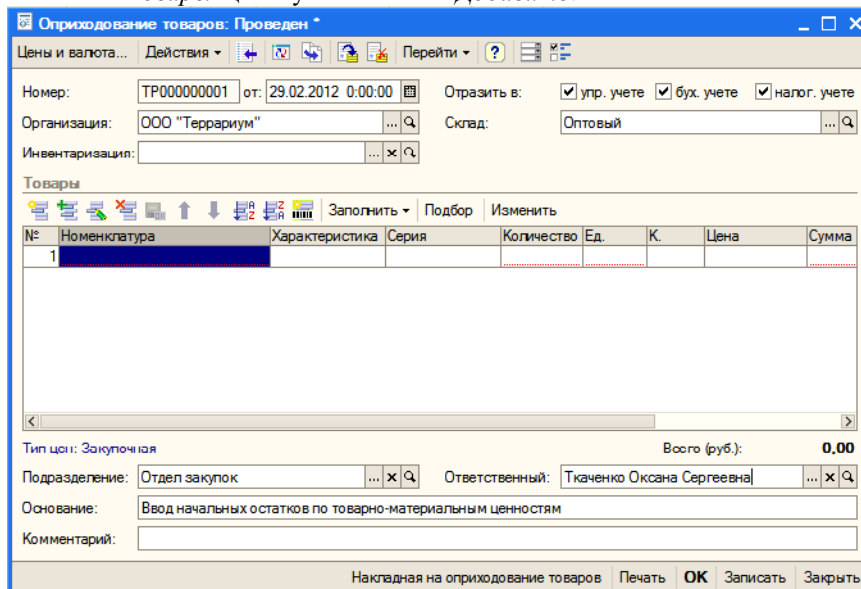 Оприходование товаров: Проведен *
Цены и валюта... Действия Перейти ?
Номер: ТР000000001 от: 29.02.2012 0:00:00 Отразить в: упр. учете бух. учете налог. учете
Организация: ООО "Террариум" ... Склад: Оптовый ...
Инвентаризация: ... x
Товары
Заполнить Подбор Изменить
№ Номенклатура Характеристика Серия Количество Ед. К. Цена Сумма
1
Тип цен: Закупочная Всего (руб.): 0,00
Подразделение: Отдел закупок ... x Ответственный: Ткаченко Оксана Сергеевна ... x
Основание: Ввод начальных остатков по товарно-материальным ценностям
Комментарий:
Накладная на оприходование товаров Печать OK Записать Закрыть